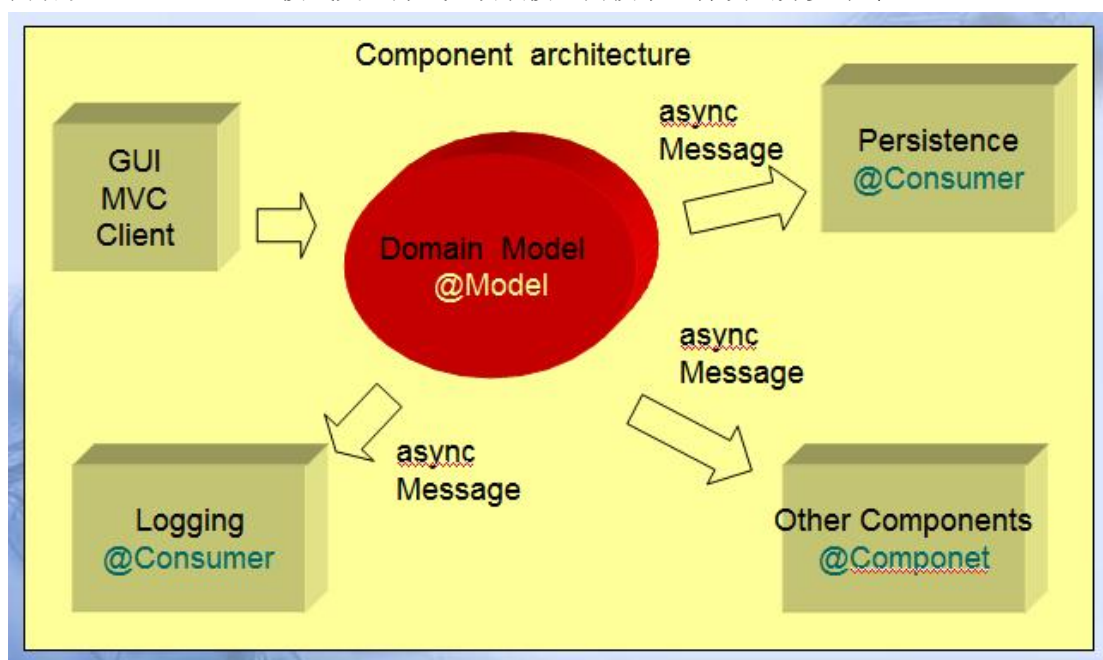 Component architecture
GUI
MVC
Client
Domain Model
@Model
async
Message
Persistence
@Consumer
async
Message
async
Message
Logging
@Consumer
Other Components
@Componet